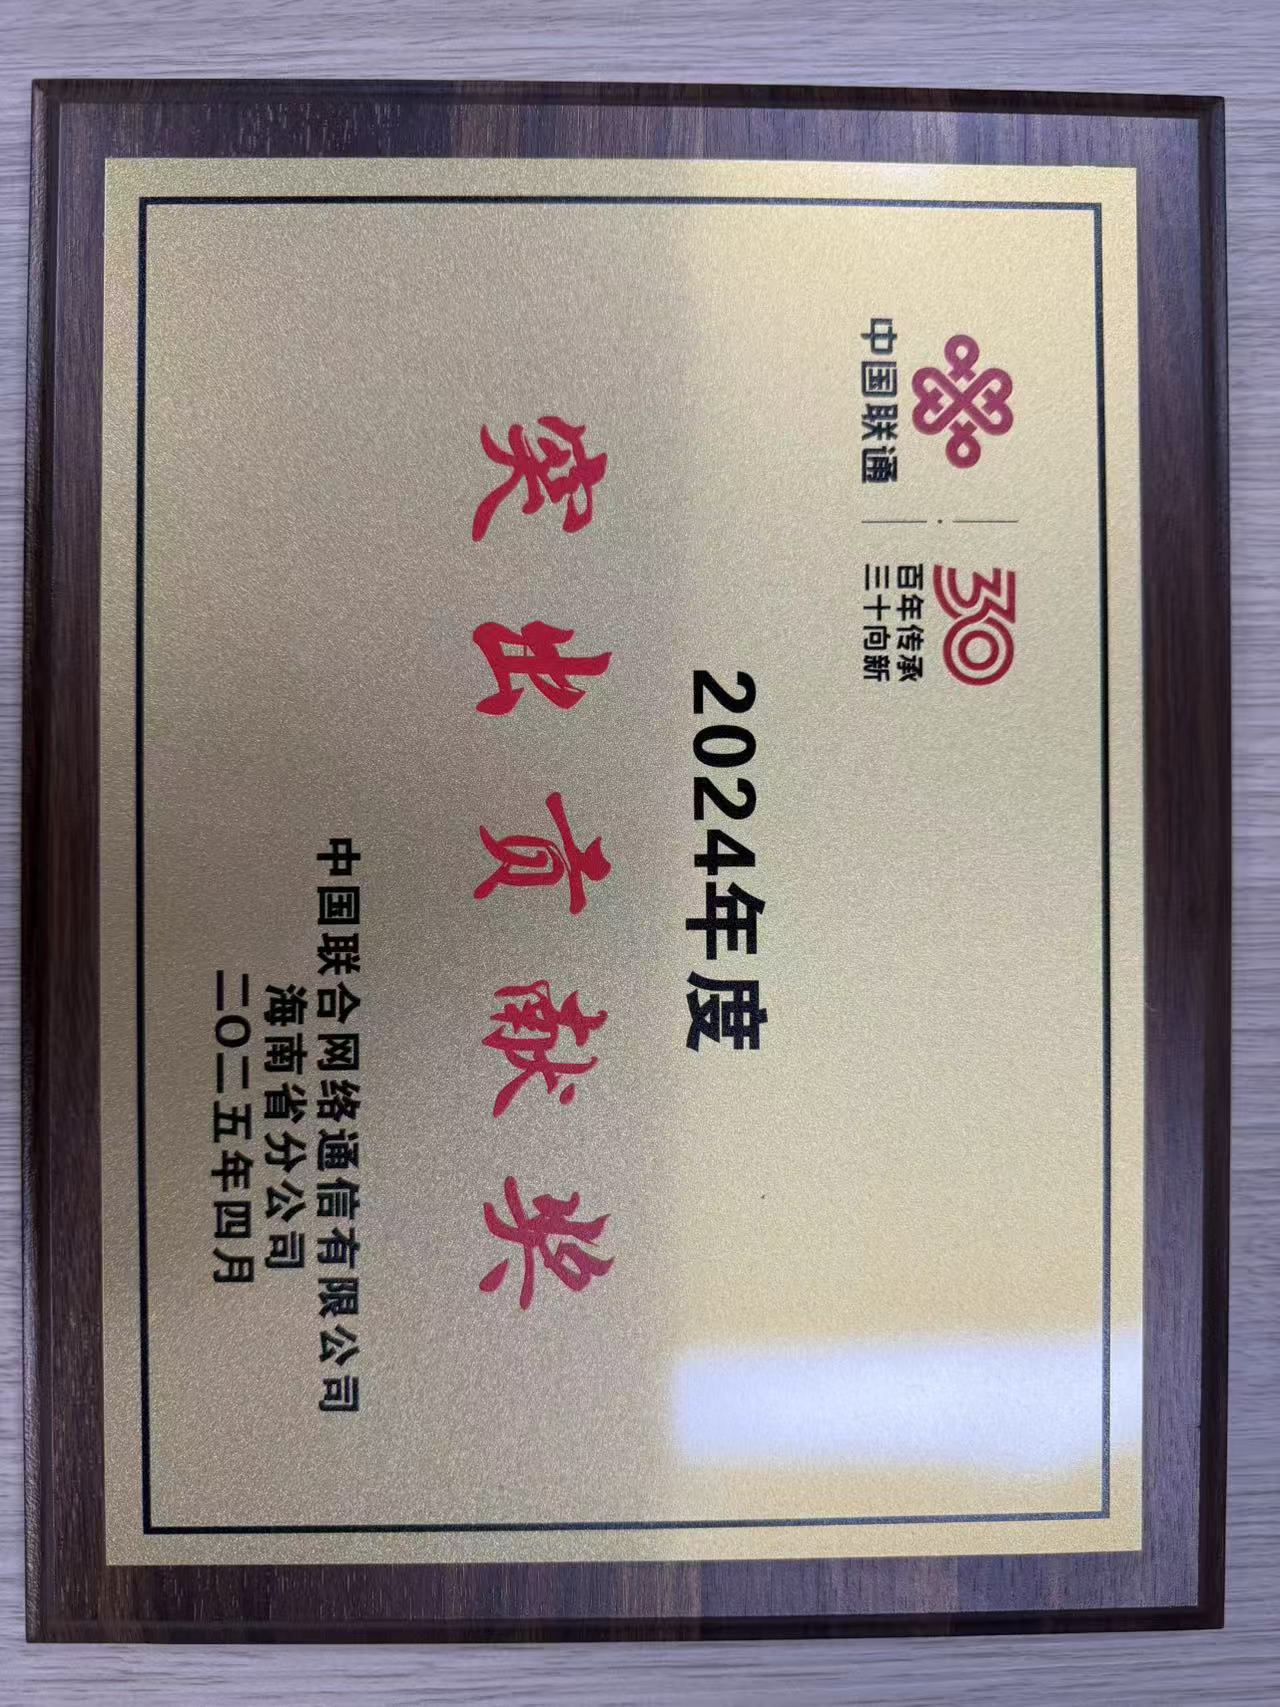 中国联通
30
百年传承
三十向新
2024年度
突出贡献奖
中国联合网络通信有限公司
海南省分公司
二〇二五年四月